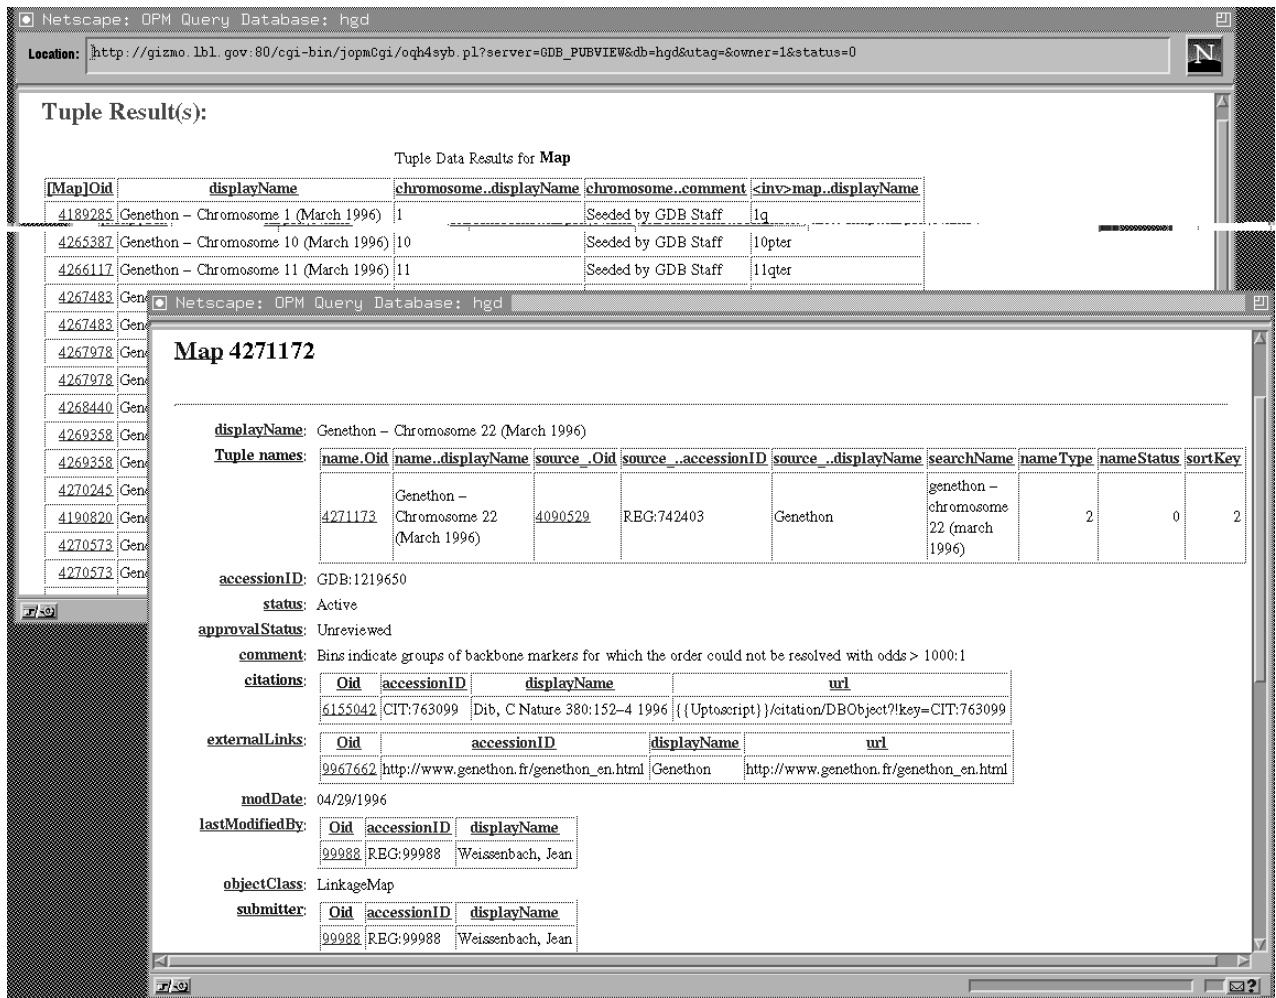 Netscape: OPM Query Database: hgd
Location: http://gizmo.lbl.gov:80/cgi-bin/jopmCgi/oqh4syb.pl?server=GDB_PUBVIEW&db=hgd&utag=&owner=1&status=0
N
Tuple Result(s):
Tuple Data Results for Map
[Map]Oid displayName chromosome..displayName chromosome..comment <inv>map..displayName
4189285 Genethon – Chromosome 1 (March 1996) 1 Seeded by GDB Staff 1q
4265387 Genethon – Chromosome 10 (March 1996) 10 Seeded by GDB Staff 10pter
4266117 Genethon – Chromosome 11 (March 1996) 11 Seeded by GDB Staff 11qter
4267483 Gen
4267483 Gen
4267978 Gen
4267978 Gen
4268440 Gen
4269358 Gen
4269358 Gen
4270245 Gen
4190820 Gen
4270573 Gen
4270573 Gen
Netscape: OPM Query Database: hgd
Map 4271172
displayName: Genethon – Chromosome 22 (March 1996)
Tuple names: name.Oid name..displayName source_.Oid source_..accessionID source_..displayName searchName nameType nameStatus sortKey
4271173 Genethon – Chromosome 22 (March 1996) 4090529 REG:742403 Genethon genethon – chromosome 22 (march 1996) 2 0 2
accessionID: GDB:1219650
status: Active
approvalStatus: Unreviewed
comment: Bins indicate groups of backbone markers for which the order could not be resolved with odds > 1000:1
citations: Oid accessionID displayName url
6155042 CIT:763099 Dib, C Nature 380:152–4 1996 {{Uptoscript}}/citation/DBObject?!key=CIT:763099
externalLinks: Oid accessionID displayName url
9967662 http://www.genethon.fr/genethon_en.html Genethon http://www.genethon.fr/genethon_en.html
modDate: 04/29/1996
lastModifiedBy: Oid accessionID displayName
99988 REG:99988 Weissenbach, Jean
objectClass: LinkageMap
submitter: Oid accessionID displayName
99988 REG:99988 Weissenbach, Jean
?